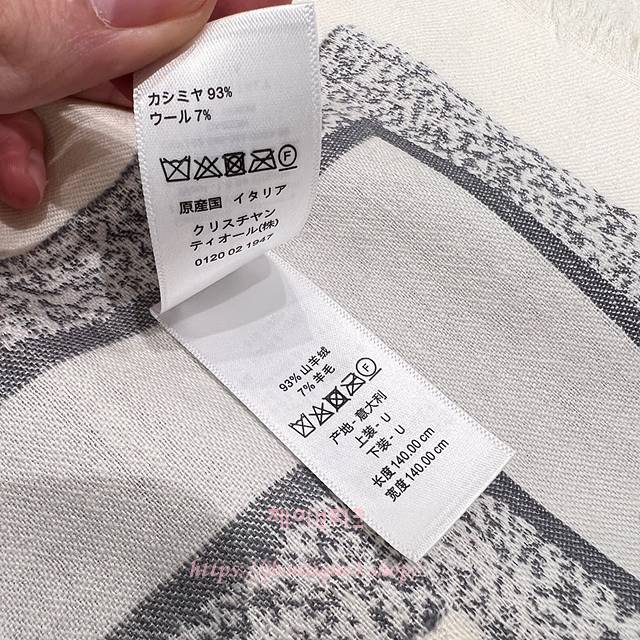 カシミヤ 93%
ウール 7%
F
原産国 イタリア
クリスチャン
ティオール(株)
0120 02 1947
93% 山羊绒
7% 羊毛
F
产地 - 意大利
上装 - U
下装 - U
长度 140.00 cm
宽度 140.00 cm